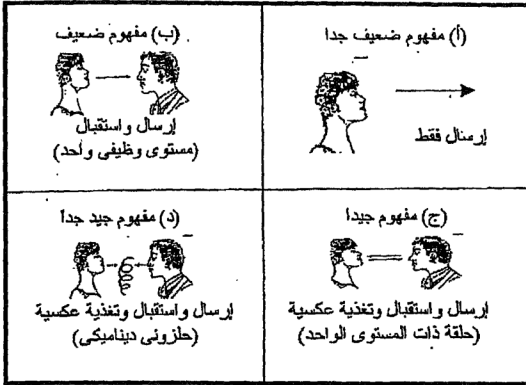 (أ) مفهوم ضعيف جدا
إرسال فقط
(ب) مفهوم ضعيف
إرسال واستقبال
(مستوى وظيفى واحد)
(ج) مفهوم جيدا
إرسال واستقبال وتغذية عكسية
(حلقة ذات المستوى الواحد)
(د) مفهوم جيد جدا
إرسال واستقبال وتغذية عكسية
(حلزونى ديناميكى)